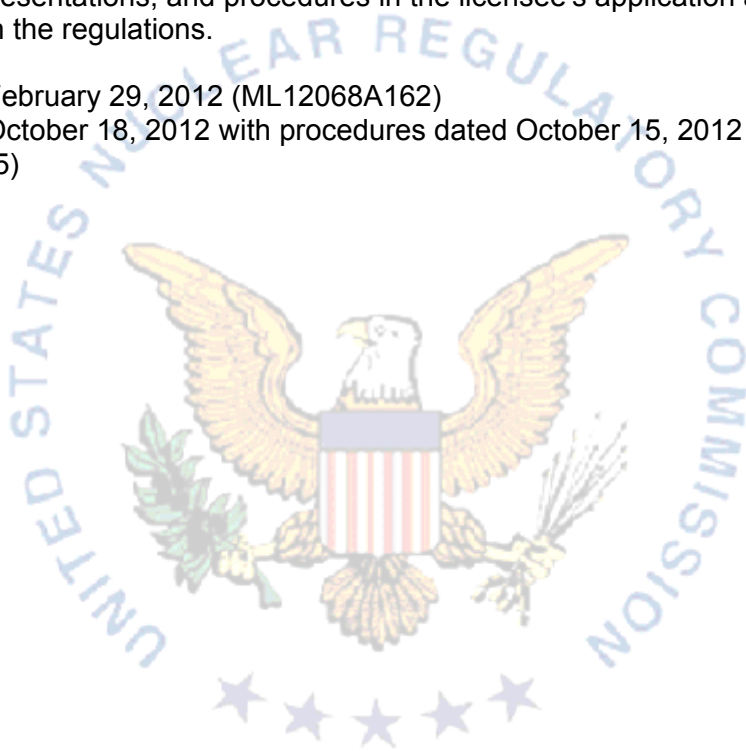 esentations, and procedures in the licensee's application
n the regulations.
ebruary 29, 2012 (ML12068A162)
October 18, 2012 with procedures dated October 15, 2012
5)
UNITED STATES NUCLEAR REGULATORY COMMISSION